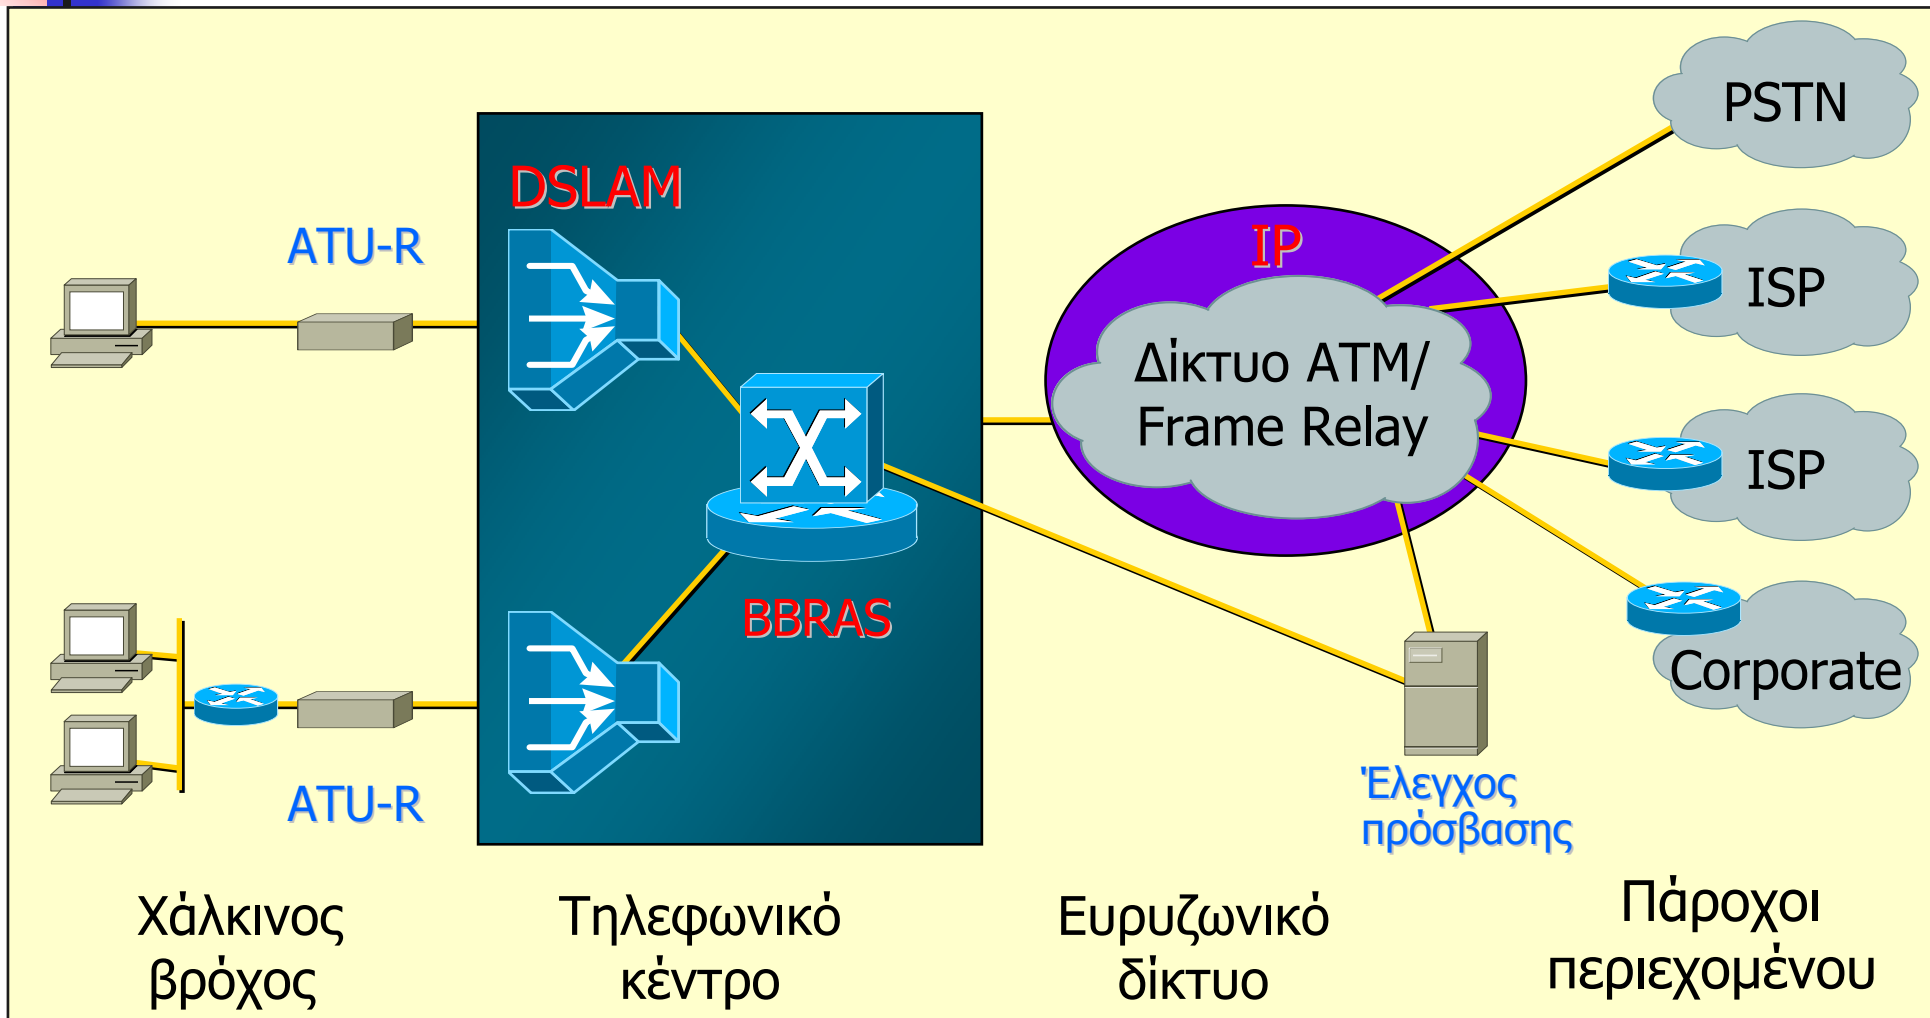 PSTN
DSLAM
ATU-R
IP
ISP
Δίκτυο ATM/
Frame Relay
ISP
BBRAS
Corporate
ATU-R
Έλεγχος
πρόσβασης
Χάλκινος
βρόχος
Τηλεφωνικό
κέντρο
Ευρυζωνικό
δίκτυο
Πάροχοι
περιεχομένου